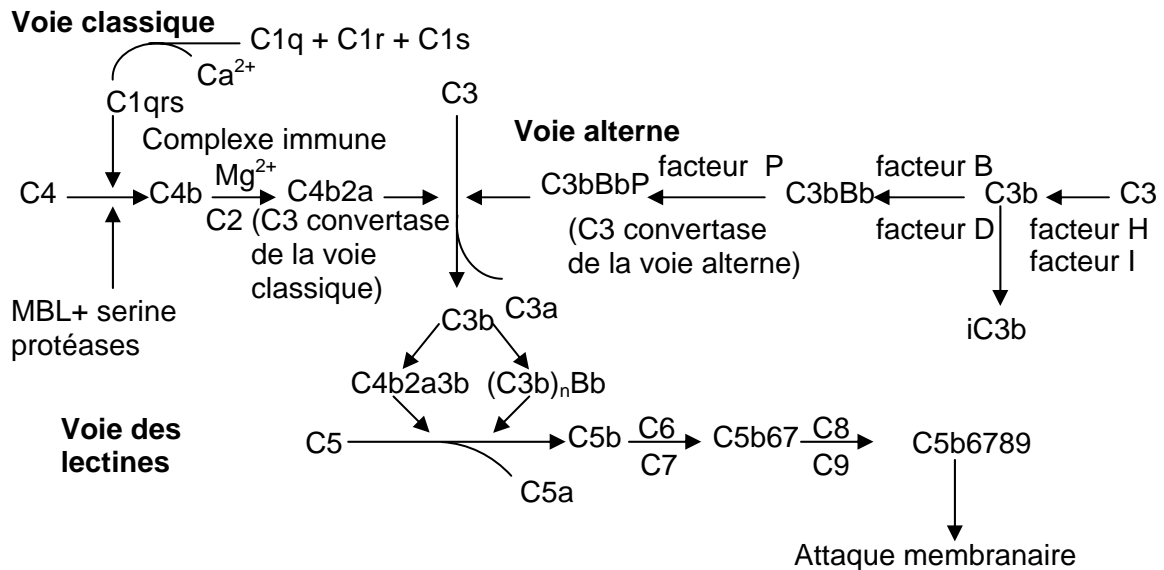 Voie classique
C1q + C1r + C1s
Ca²⁺
C1qrs
C3
Complexe immune
Voie alterne
Mg²⁺
C4
C4b
C4b2a
C3bBbP
facteur P
C3bBb
facteur B
C3b
C3
C2
(C3 convertase
de la voie
classique)
(C3 convertase
de la voie alterne)
facteur D
facteur H
facteur I
MBL+ serine
protéases
C3b
C3a
iC3b
C4b2a3b
(C3b)ₙBb
Voie des
lectines
C5
C5b
C6
C7
C5b67
C8
C9
C5b6789
C5a
Attaque membranaire